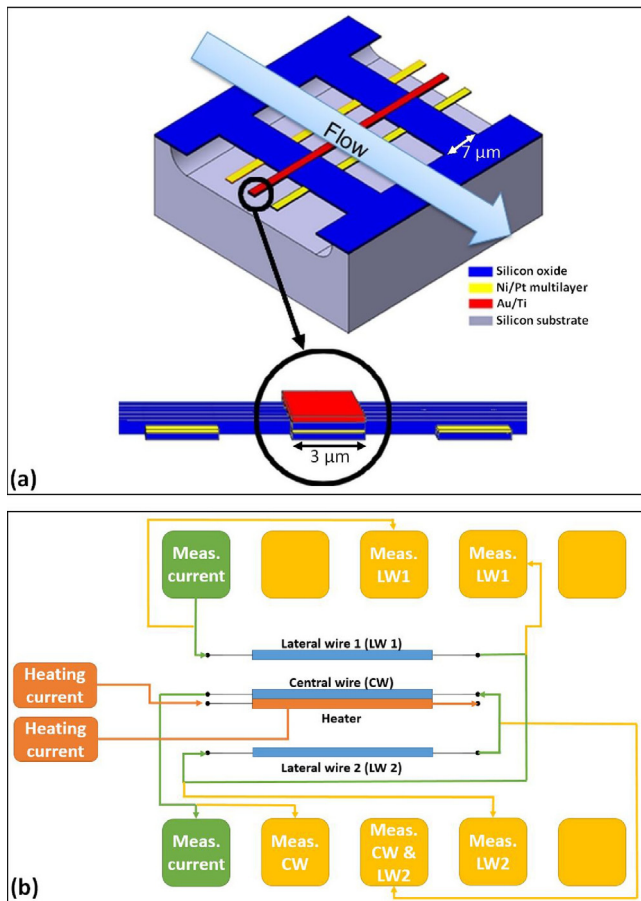 Flow
7 μm
Silicon oxide
Ni/Pt multilayer
Au/Ti
Silicon substrate
3 μm
(a)
Meas.
current
Meas.
LW1
Meas.
LW1
Lateral wire 1 (LW 1)
Heating
current
Central wire (CW)
Heating
current
Heater
Lateral wire 2 (LW 2)
Meas.
current
Meas.
CW
Meas.
CW &
LW2
Meas.
LW2
(b)